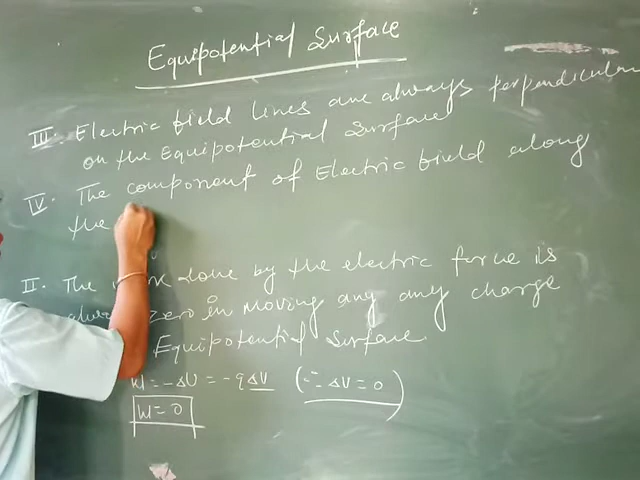 Equipotential Surface
III. Electric field lines are always perpendicular
on the Equipotential Surface
IV. The component of Electric field along
the
II. The done by the electric force is
zero in moving any any charge
Equipotential Surface.
W = -ΔU = -qΔV (∵ ΔV = 0)
W = 0